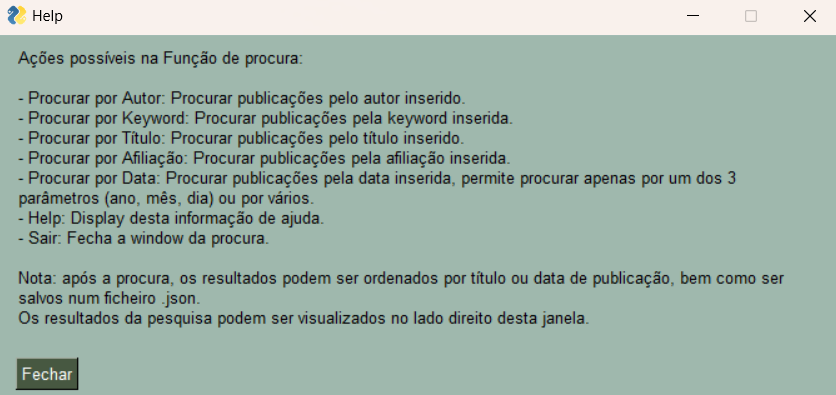 Help
Ações possíveis na Função de procura:
- Procurar por Autor: Procurar publicações pelo autor inserido.
- Procurar por Keyword: Procurar publicações pela keyword inserida.
- Procurar por Título: Procurar publicações pelo título inserido.
- Procurar por Afiliação: Procurar publicações pela afiliação inserida.
- Procurar por Data: Procurar publicações pela data inserida, permite procurar apenas por um dos 3
parâmetros (ano, mês, dia) ou por vários.
- Help: Display desta informação de ajuda.
- Sair: Fecha a window da procura.
Nota: após a procura, os resultados podem ser ordenados por título ou data de publicação, bem como ser
salvos num ficheiro .json.
Os resultados da pesquisa podem ser visualizados no lado direito desta janela.
Fechar